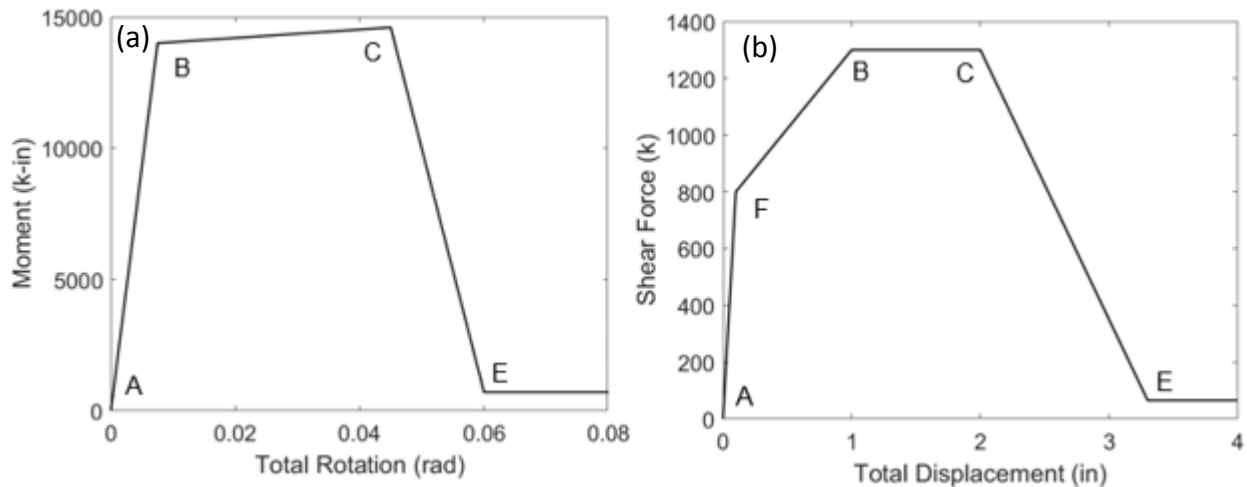 (a)
Moment (k-in)
15000
10000
5000
0
A
B
C
E
0 0.02 0.04 0.06 0.08
Total Rotation (rad)
(b)
Shear Force (k)
1400
1200
1000
800
600
400
200
0
A
F
B
C
E
0 1 2 3 4
Total Displacement (in)